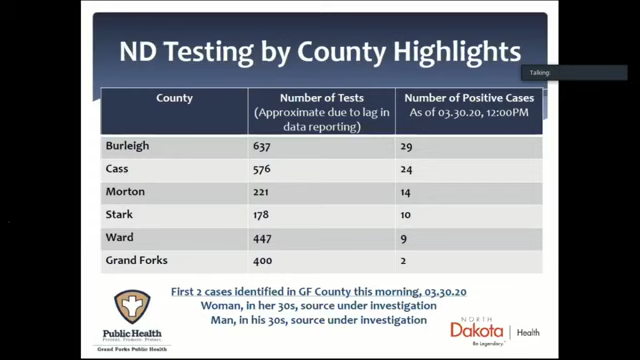 ND Testing by County Highlights
Talking:
County
Number of Tests
(Approximate due to lag in
data reporting)
Number of Positive Cases
As of 03.30.20, 12:00PM
Burleigh 637 29
Cass 576 24
Morton 221 14
Stark 178 10
Ward 447 9
Grand Forks 400 2
First 2 cases identified in GF County this morning, 03.30.20
Woman, in her 30s, source under investigation
Man, in his 30s, source under investigation
Public Health
Prevent. Promote. Protect.
Grand Forks Public Health
NORTH
Dakota | Health
Be Legendary.